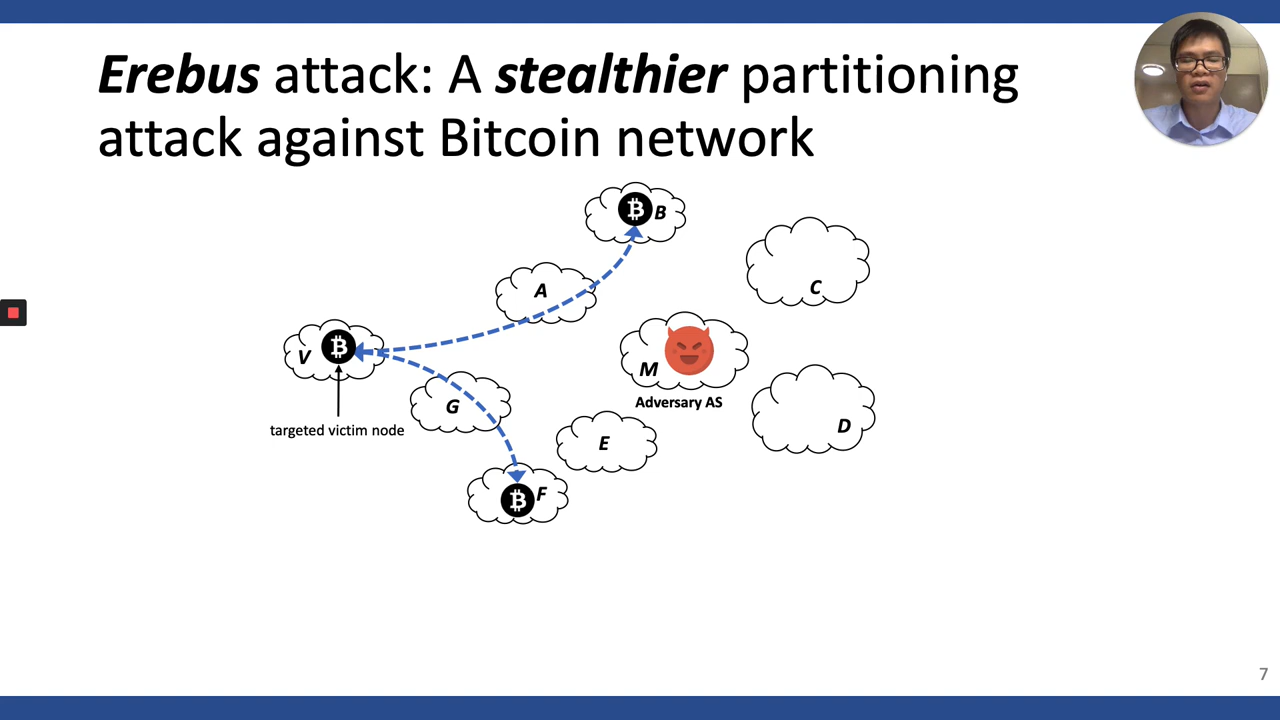 Erebus attack: A stealthier partitioning
attack against Bitcoin network
B
A
C
V
M
Adversary AS
G
targeted victim node
E
D
F
7